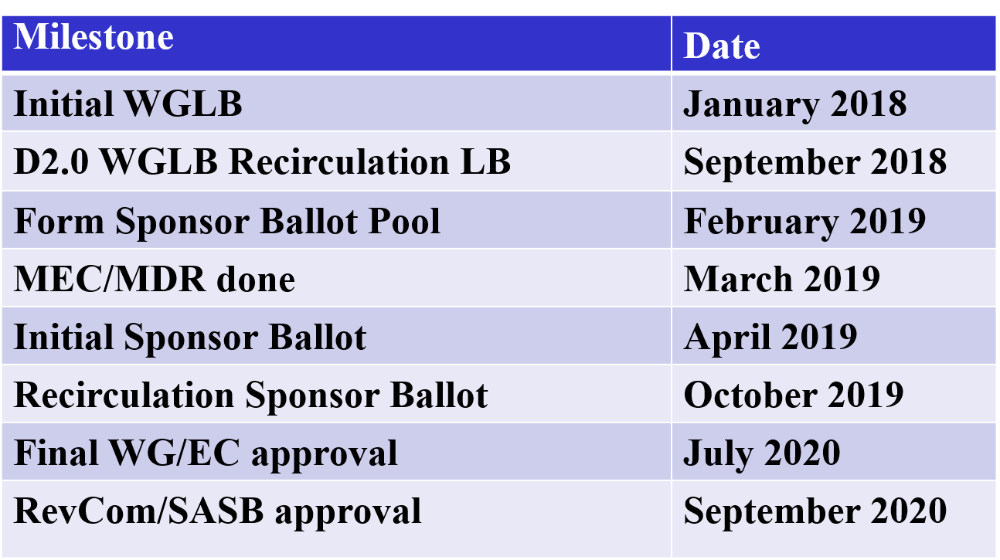 Milestone Date
Initial WGLB January 2018
D2.0 WGLB Recirculation LB September 2018
Form Sponsor Ballot Pool February 2019
MEC/MDR done March 2019
Initial Sponsor Ballot April 2019
Recirculation Sponsor Ballot October 2019
Final WG/EC approval July 2020
RevCom/SASB approval September 2020